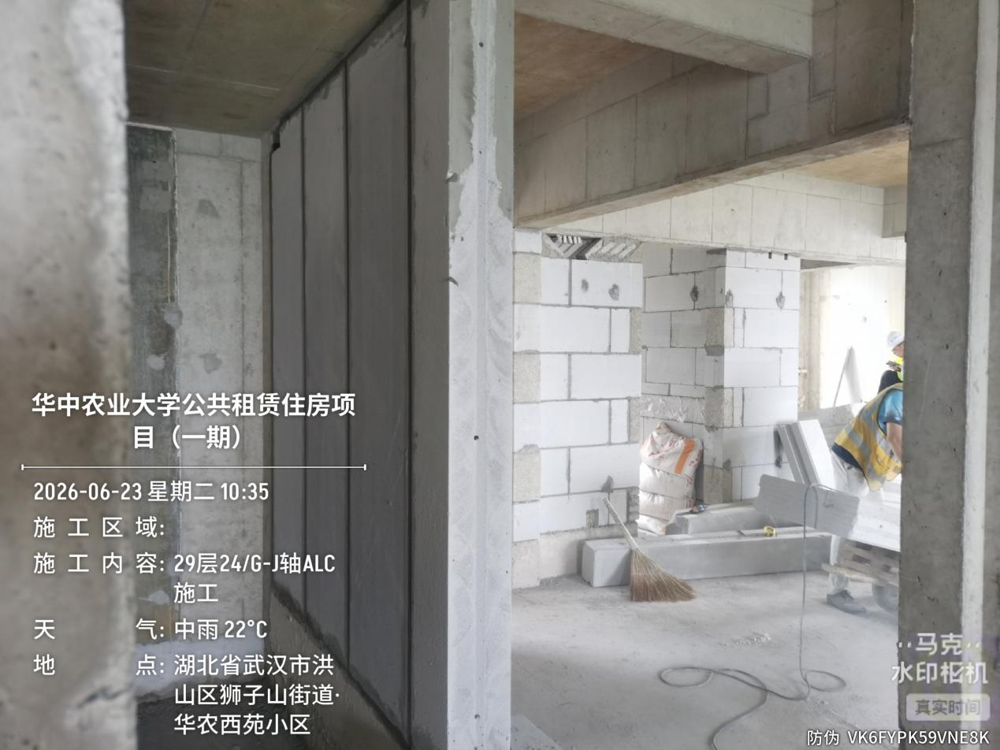 华中农业大学公共租赁住房项
目（一期）
2026-06-23 星期二 10:35
施工区域:
施工内容: 29层24/G-J轴ALC
施工
天气: 中雨 22°C
地点: 湖北省武汉市洪
山区狮子山街道·
华农西苑小区
马克
水印相机
真实时间
防伪 VK6FYPK59VNE8K